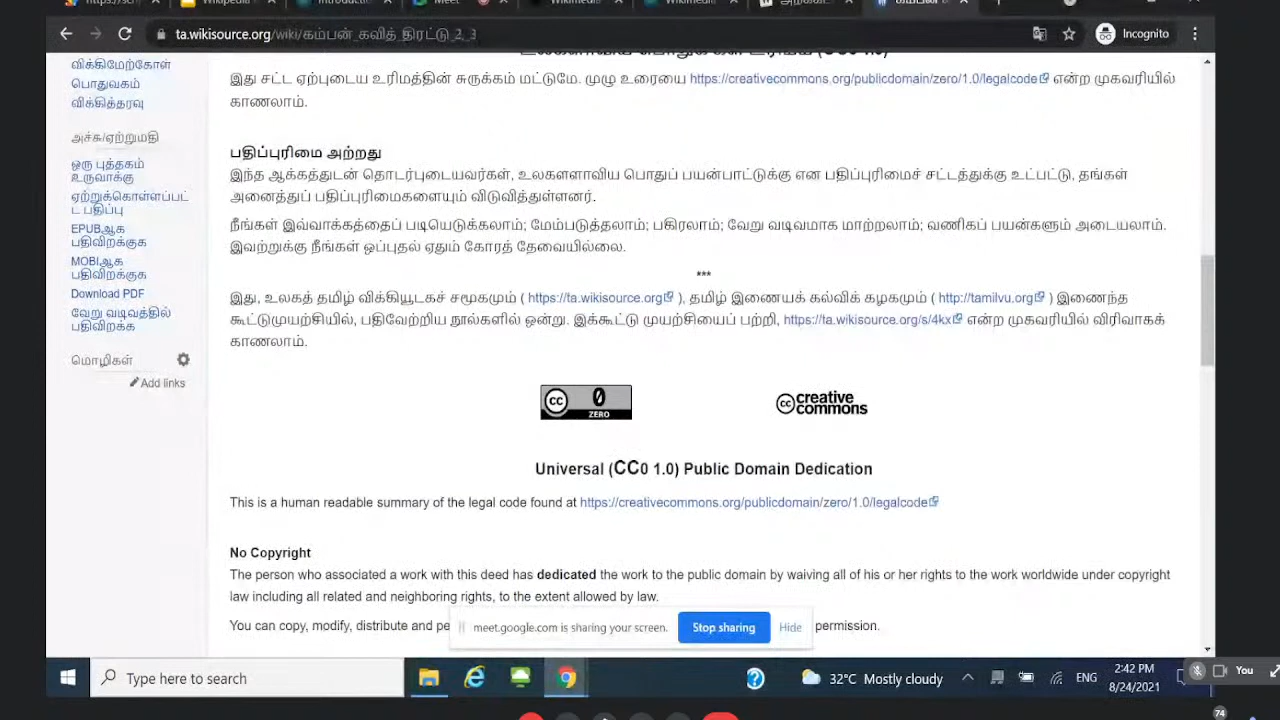 Meet
ta.wikisource.org/wiki/கம்பன்_கவித்_திரட்டு_2_3
Incognito
விக்கிமேற்கோள்
பொதுவகம்
விக்கித்தரவு
அச்சு/ஏற்றுமதி
ஒரு புத்தகம்
உருவாக்கு
ஏற்றுக்கொள்ளப்பட்
ட பதிப்பு
EPUBஆக
பதிவிறக்குக
MOBIஆக
பதிவிறக்குக
Download PDF
வேறு வடிவத்தில்
பதிவிறக்க
மொழிகள்
Add links
இது சட்ட ஏற்புடைய உரிமத்தின் சுருக்கம் மட்டுமே. முழு உரையை https://creativecommons.org/publicdomain/zero/1.0/legalcode என்ற முகவரியில்
காணலாம்.
பதிப்புரிமை அற்றது
இந்த ஆக்கத்துடன் தொடர்புடையவர்கள், உலகளளாவிய பொதுப் பயன்பாட்டுக்கு என பதிப்புரிமைச் சட்டத்துக்கு உட்பட்டு, தங்கள்
அனைத்துப் பதிப்புரிமைகளையும் விடுவித்துள்ளனர்.
நீங்கள் இவ்வாக்கத்தைப் படியெடுக்கலாம்; மேம்படுத்தலாம்; பகிரலாம்; வேறு வடிவமாக மாற்றலாம்; வணிகப் பயன்களும் அடையலாம்.
இவற்றுக்கு நீங்கள் ஒப்புதல் ஏதும் கோரத் தேவையில்லை.
***
இது, உலகத் தமிழ் விக்கியூடகச் சமூகமும் ( https://ta.wikisource.org ), தமிழ் இணையக் கல்விக் கழகமும் ( http://tamilvu.org ) இணைந்த
கூட்டுமுயற்சியில், பதிவேற்றிய நூல்களில் ஒன்று. இக்கூட்டு முயற்சியைப் பற்றி, https://ta.wikisource.org/s/4kx என்ற முகவரியில் விரிவாகக்
காணலாம்.
cc 0 ZERO
cc creative commons
Universal (CC0 1.0) Public Domain Dedication
This is a human readable summary of the legal code found at https://creativecommons.org/publicdomain/zero/1.0/legalcode
No Copyright
The person who associated a work with this deed has dedicated the work to the public domain by waiving all of his or her rights to the work worldwide under copyright
law including all related and neighboring rights, to the extent allowed by law.
You can copy, modify, distribute and pe permission.
meet.google.com is sharing your screen. Stop sharing Hide
Type here to search
32°C Mostly cloudy
ENG
2:42 PM
8/24/2021
You
74